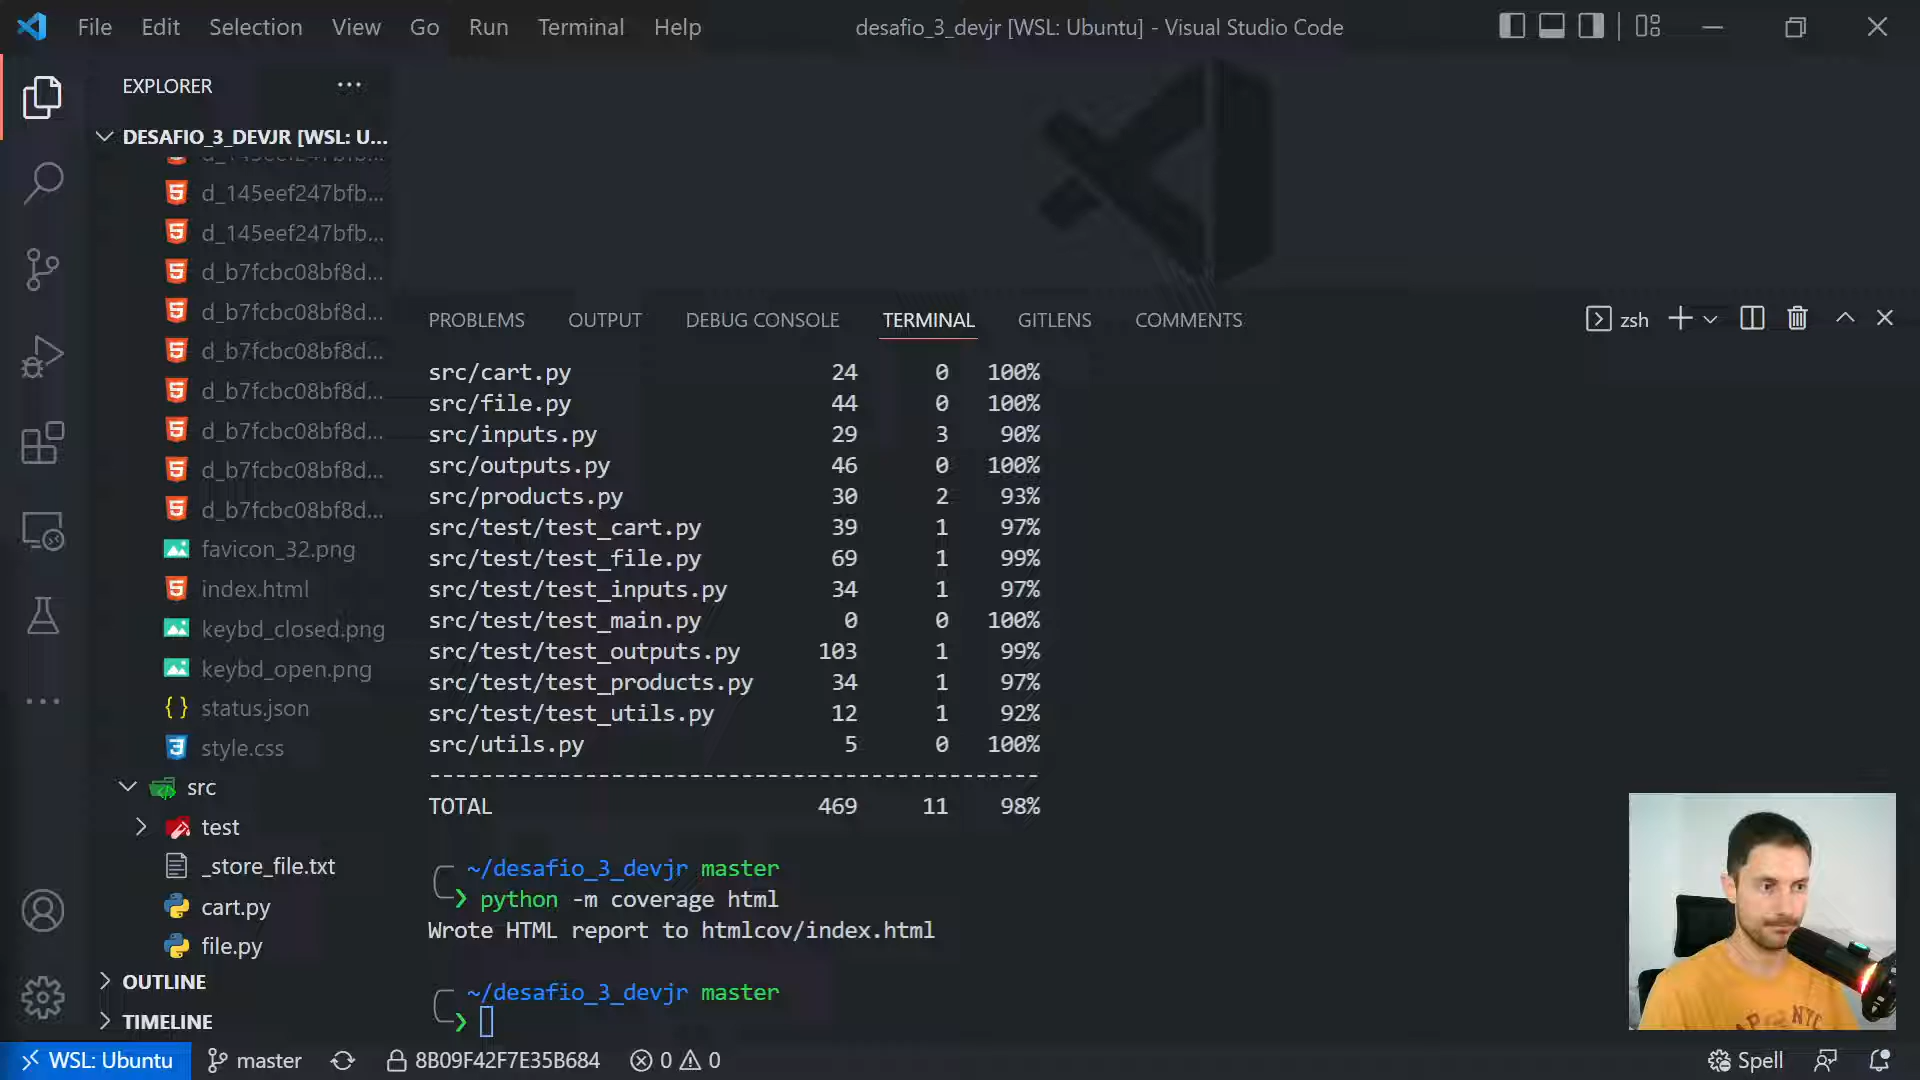 File Edit Selection View Go Run Terminal Help
desafio_3_devjr [WSL: Ubuntu] - Visual Studio Code
EXPLORER
DESAFIO_3_DEVJR [WSL: U...
d_145eef247bfb...
d_145eef247bfb...
d_145eef247bfb...
d_b7fcbc08bf8d...
d_b7fcbc08bf8d...
d_b7fcbc08bf8d...
d_b7fcbc08bf8d...
d_b7fcbc08bf8d...
d_b7fcbc08bf8d...
d_b7fcbc08bf8d...
favicon_32.png
index.html
keybd_closed.png
keybd_open.png
status.json
style.css
src
test
_store_file.txt
cart.py
file.py
OUTLINE
TIMELINE
PROBLEMS OUTPUT DEBUG CONSOLE TERMINAL GITLENS COMMENTS
zsh
src/cart.py 24 0 100%
src/file.py 44 0 100%
src/inputs.py 29 3 90%
src/outputs.py 46 0 100%
src/products.py 30 2 93%
src/test/test_cart.py 39 1 97%
src/test/test_file.py 69 1 99%
src/test/test_inputs.py 34 1 97%
src/test/test_main.py 0 0 100%
src/test/test_outputs.py 103 1 99%
src/test/test_products.py 34 1 97%
src/test/test_utils.py 12 1 92%
src/utils.py 5 0 100%
-----------------------------------------------
TOTAL 469 11 98%
~/desafio_3_devjr master
❯ python -m coverage html
Wrote HTML report to htmlcov/index.html
~/desafio_3_devjr master
❯
WSL: Ubuntu master 8B09F42F7E35B684 0 0
Spell